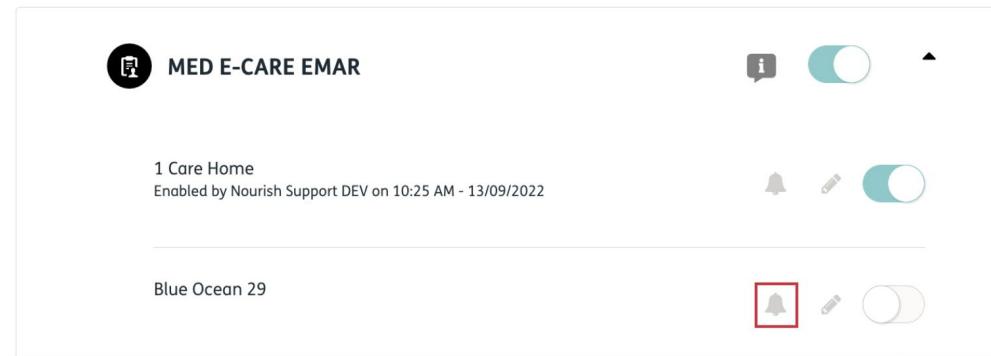 MED E-CARE EMAR
1 Care Home
Enabled by Nourish Support DEV on 10:25 AM - 13/09/2022
Blue Ocean 29